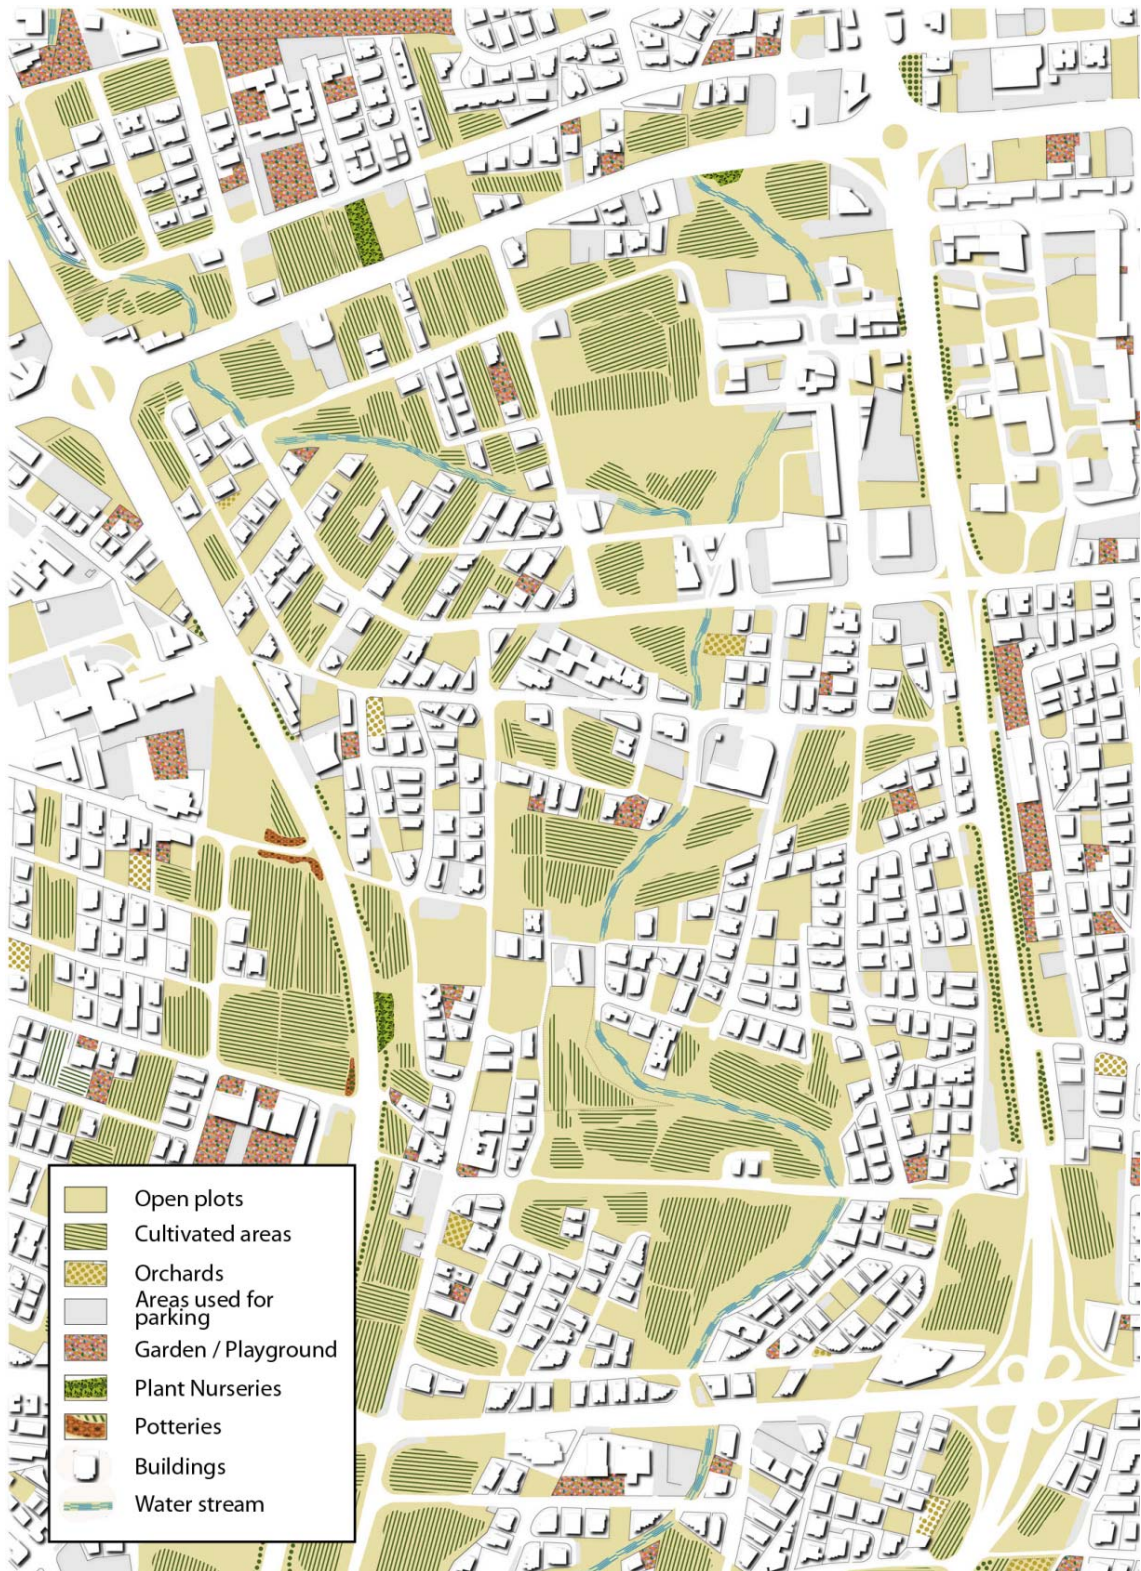 Open plots
Cultivated areas
Orchards
Areas used for
parking
Garden / Playground
Plant Nurseries
Potteries
Buildings
Water stream